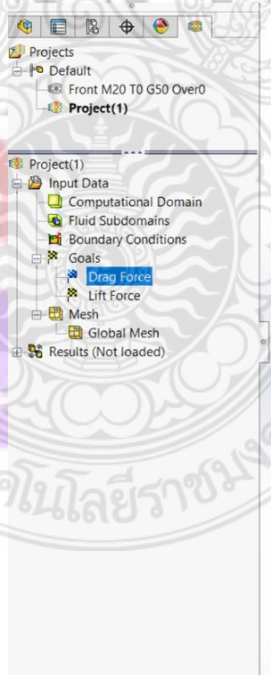 Projects
Default
Front M20 T0 G50 Over0
Project(1)
Project(1)
Input Data
Computational Domain
Fluid Subdomains
Boundary Conditions
Goals
Drag Force
Lift Force
Mesh
Global Mesh
Results (Not loaded)